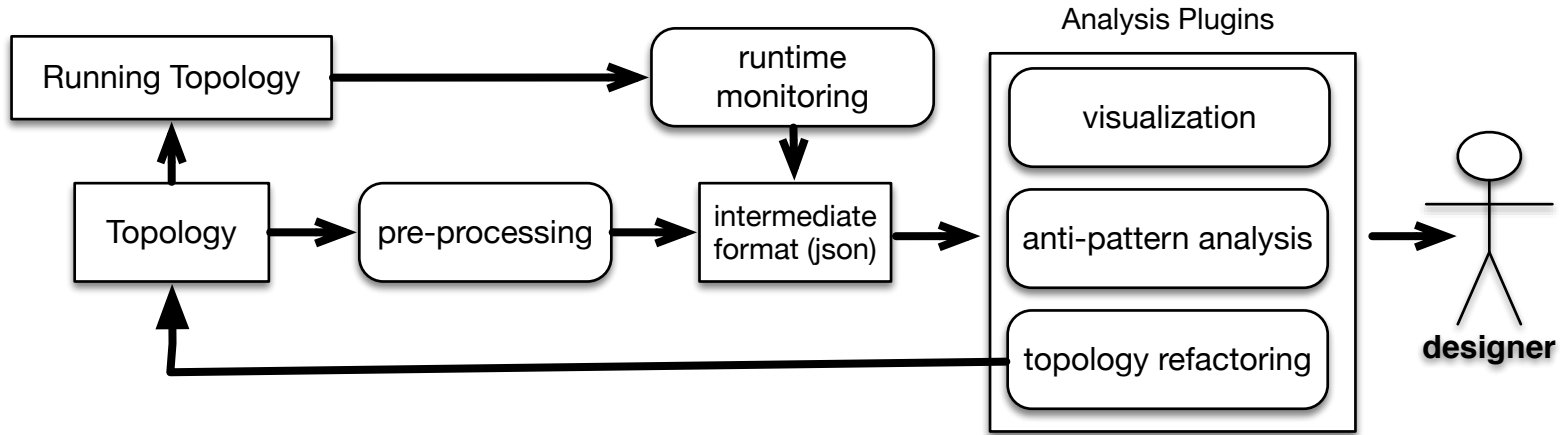 Analysis Plugins
Running Topology
runtime
monitoring
visualization
Topology
pre-processing
intermediate
format (json)
anti-pattern analysis
topology refactoring
designer